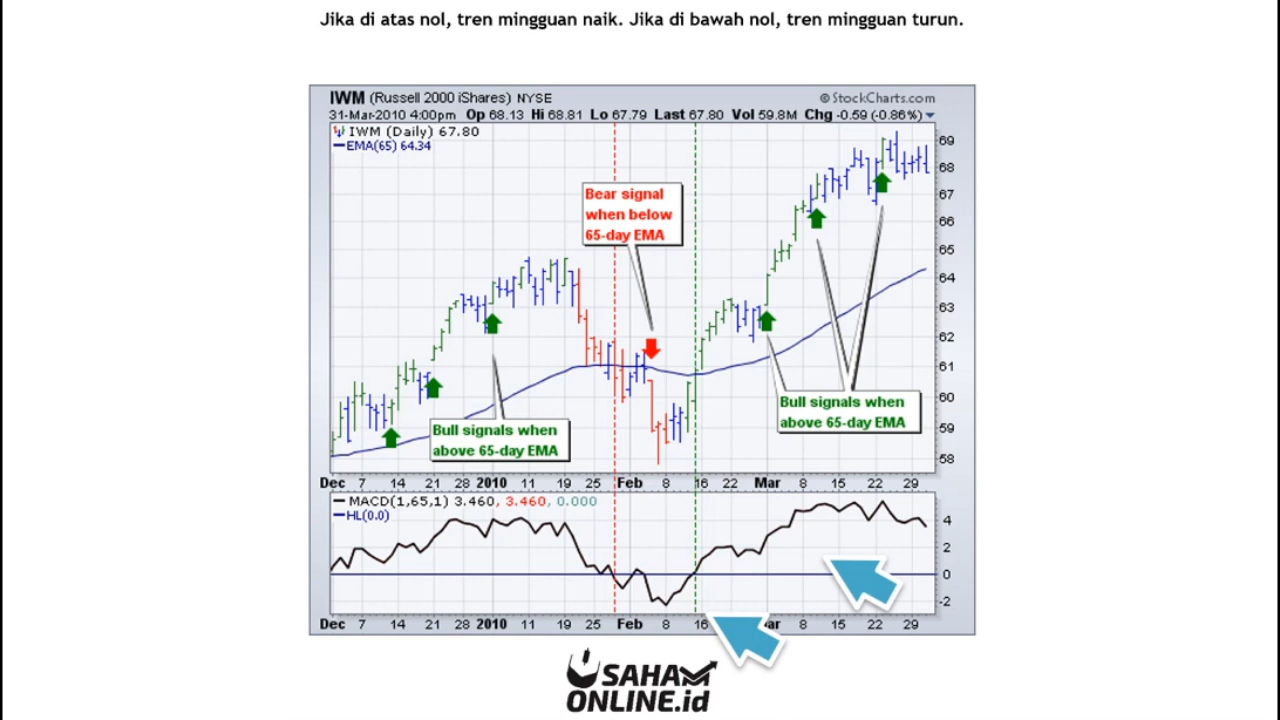 Jika di atas nol, tren mingguan naik. Jika di bawah nol, tren mingguan turun.
IWM (Russell 2000 iShares) NYSE
© StockCharts.com
31-Mar-2010 4:00pm Op 68.13 Hi 68.81 Lo 67.79 Last 67.80 Vol 59.8M Chg -0.59 (-0.86%)
IWM (Daily) 67.80
EMA(65) 64.34
69
68
67
66
65
64
63
62
61
60
59
58
Bear signal
when below
65-day EMA
Bull signals when
above 65-day EMA
Bull signals when
above 65-day EMA
Dec 7 14 21 28 2010 11 19 25 Feb 8 16 22 Mar 8 15 22 29
MACD(1,65,1) 3.460, 3.460, 0.000
HL(0.0)
4
2
0
-2
Dec 7 14 21 28 2010 11 19 25 Feb 8 16 ar 8 15 22 29
SAHAM
ONLINE.id